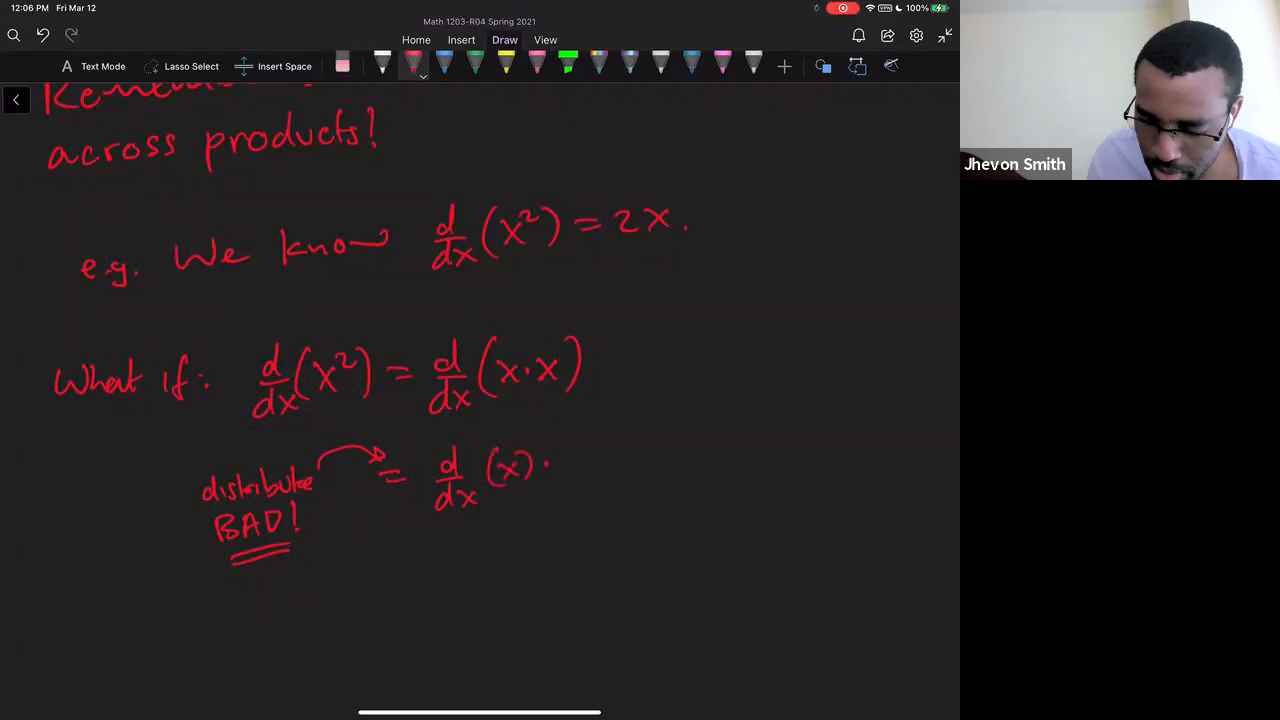 12:06 PM Fri Mar 12
100%
VPN
Math 1203-R04 Spring 2021
Home Insert Draw View
Text Mode Lasso Select Insert Space
across products!
e.g. We know d/dx (x²) = 2x.
What if: d/dx (x²) = d/dx (x·x)
distribute = d/dx (x) ·
BAD!
Jhevon Smith